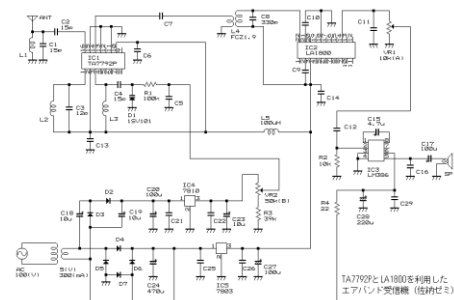 ANT
C2
15p
L1
C1
15p
IC1
TA7792P
C6
C7
L4
FCZ1.9
C8
330p
C10
IC2
LA1800
C9
C11
VR1
10K(A)
L2
C3
12p
L3
C4
15p
D1
1SV101
R1
100k
C5
C13
L5
100uH
C14
C12
C15
4.7u
R2
10k
IC3
LM386
C16
C17
100u
SP
D2
C18
10u
D3
C19
10u
C20
100u
C21
IC4
7810
C22
C23
10u
VR2
50k(B)
R3
39k
R4
22
C28
220u
C29
AC
100(V)
5(V)
300(mA)
D4
D5
D6
D7
C24
470u
C25
IC5
7803
C26
C27
100u
TA7792PとLA1800を利用した
エアバンド受信機 (佐納ゼミ)